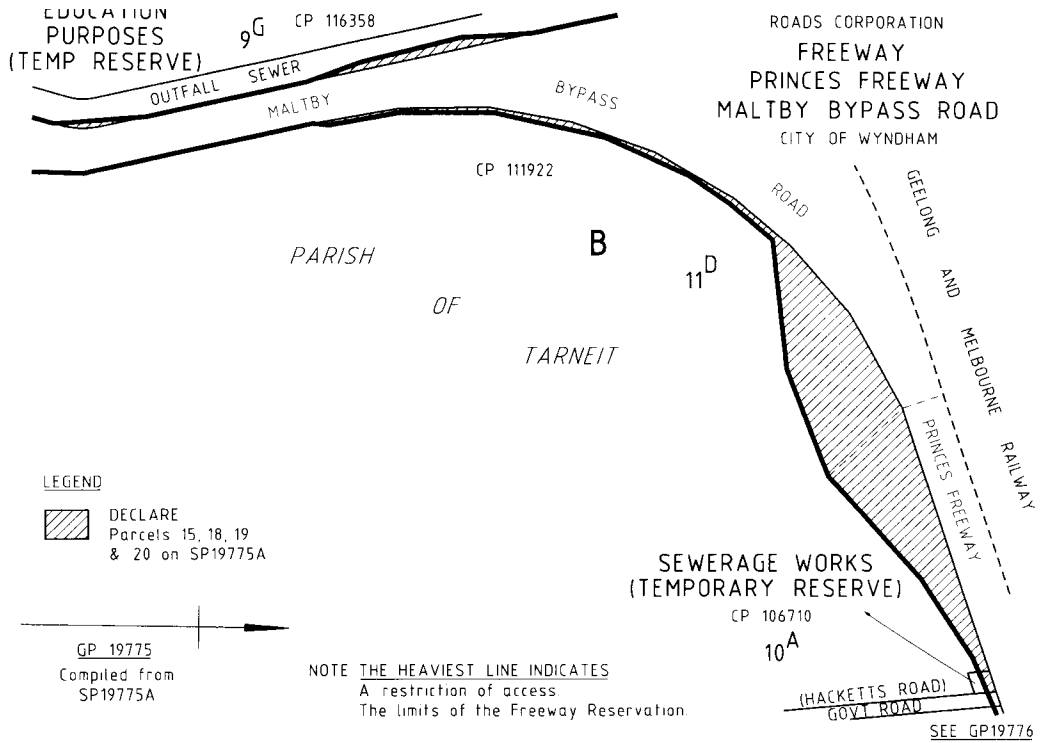 EDUCATION
PURPOSES
(TEMP RESERVE)
9G
CP 116358
OUTFALL SEWER
MALTBY BYPASS ROAD
ROADS CORPORATION
FREEWAY
PRINCES FREEWAY
MALTBY BYPASS ROAD
CITY OF WYNDHAM
CP 111922
GEELONG AND MELBOURNE RAILWAY
B
11D
PARISH
OF
TARNEIT
PRINCES FREEWAY
LEGEND
DECLARE
Parcels 15, 18, 19
& 20 on SP19775A
SEWERAGE WORKS
(TEMPORARY RESERVE)
CP 106710
10A
GP 19775
Compiled from
SP19775A
NOTE THE HEAVIEST LINE INDICATES
A restriction of access.
The limits of the Freeway Reservation.
(HACKETTS ROAD)
GOVT ROAD
SEE GP19776